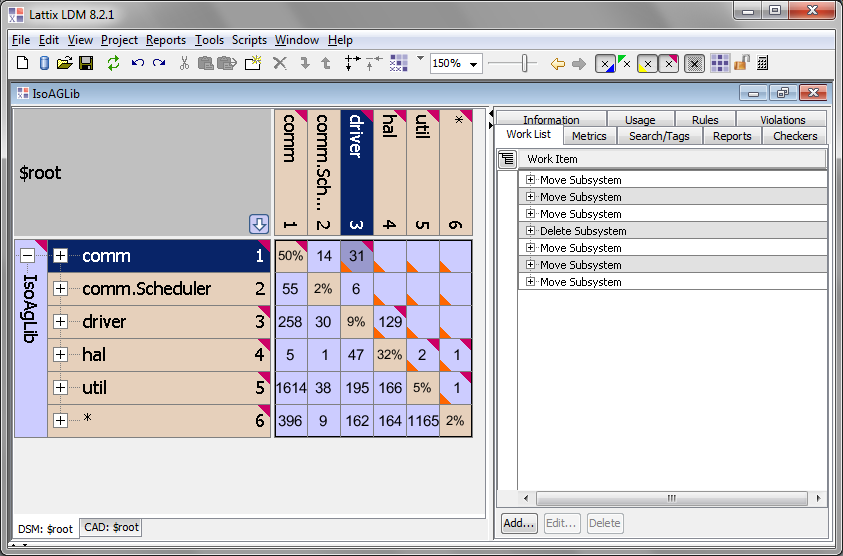 Lattix LDM 8.2.1
File Edit View Project Reports Tools Scripts Window Help
150%
IsoAGLib
$root
comm
comm.Sch...
driver
hal
util
*
1 2 3 4 5 6
IsoAgLib
comm 1 50% 14 31
comm.Scheduler 2 55 2% 6
driver 3 258 30 9% 129
hal 4 5 1 47 32% 2 1
util 5 1614 38 195 166 5% 1
* 6 396 9 162 164 1165 2%
DSM: $root CAD: $root
Information Usage Rules Violations
Work List Metrics Search/Tags Reports Checkers
Work Item
Move Subsystem
Move Subsystem
Move Subsystem
Delete Subsystem
Move Subsystem
Move Subsystem
Move Subsystem
Add... Edit... Delete